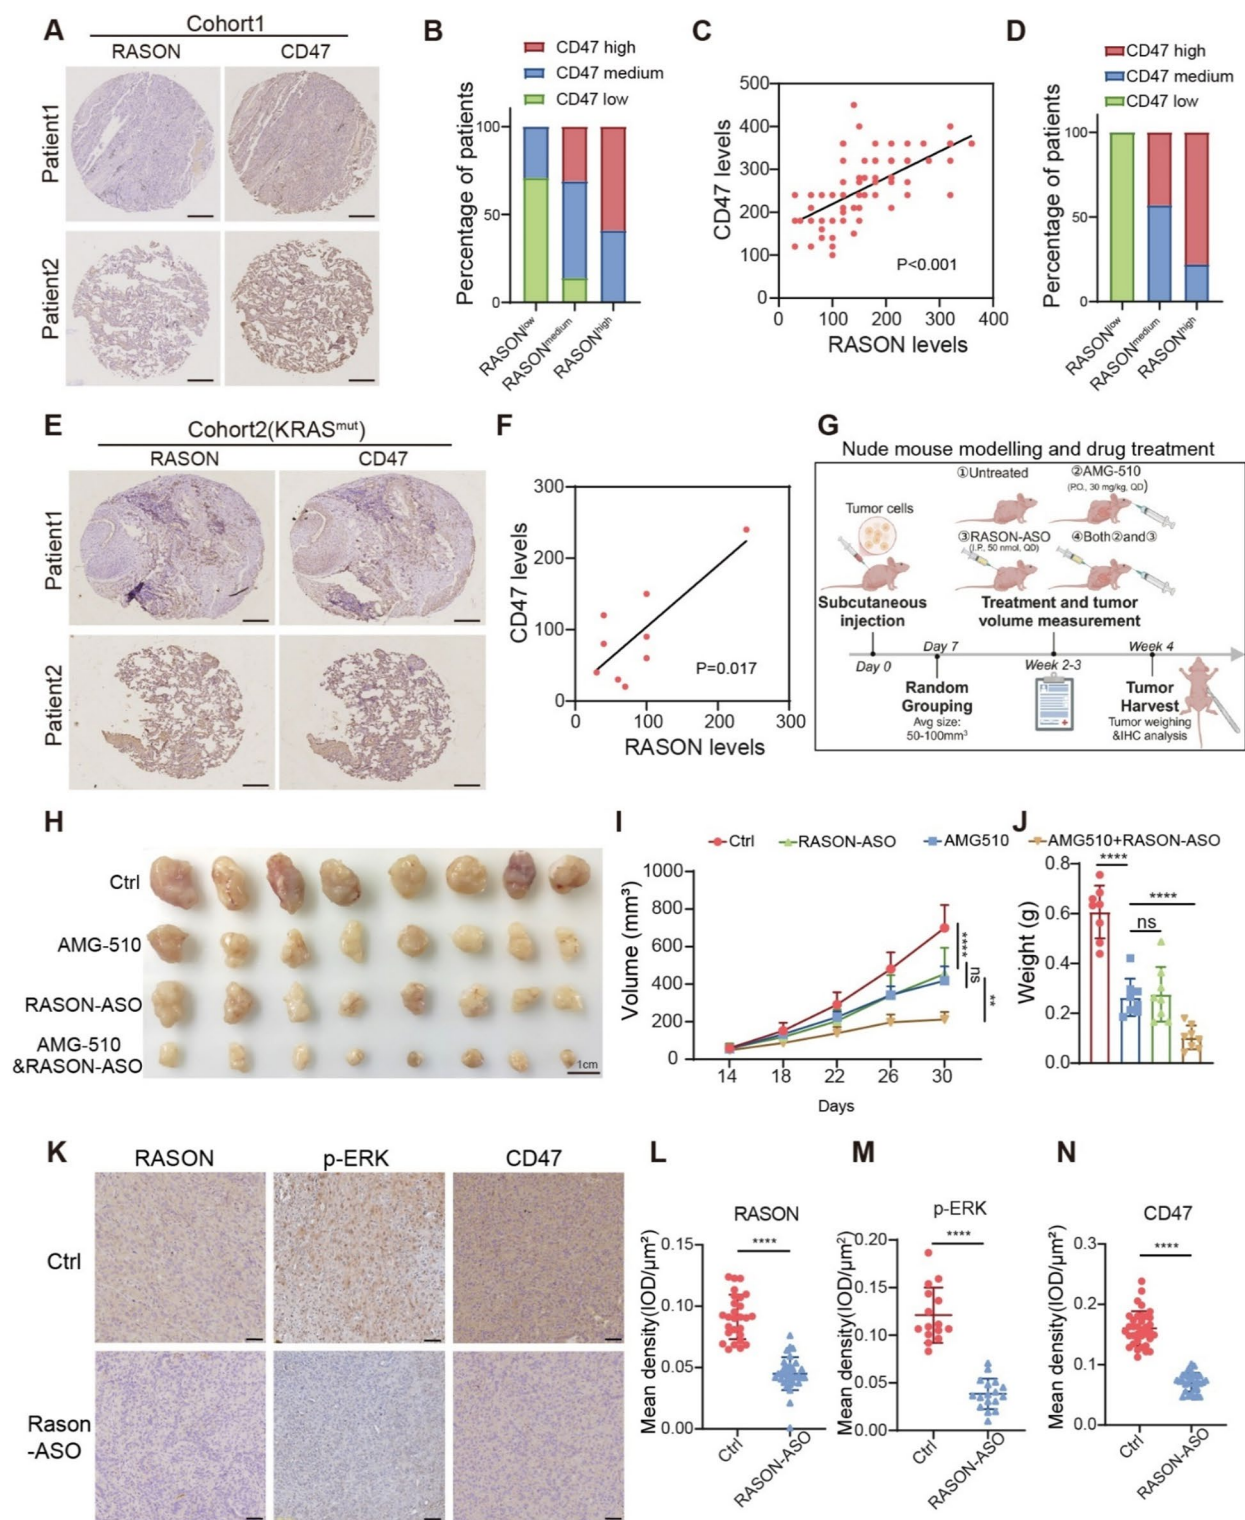 A
Cohort1
RASON CD47
Patient1
Patient2
B
CD47 high
CD47 medium
CD47 low
Percentage of patients
100
50
0
RASONlow
RASONmedium
RASONhigh
C
CD47 levels
500
400
300
200
100
0
0 100 200 300 400
P<0.001
RASON levels
D
CD47 high
CD47 medium
CD47 low
Percentage of patients
100
50
0
RASONlow
RASONmedium
RASONhigh
E
Cohort2(KRASmut)
RASON CD47
Patient1
Patient2
F
CD47 levels
300
200
100
0
0 100 200 300
P=0.017
RASON levels
G
Nude mouse modelling and drug treatment
Tumor cells
①Untreated
②AMG-510
(P.O., 30 mg/kg, QD)
③RASON-ASO
(I.P., 50 nmol, QD)
④Both②and③
Subcutaneous
injection
Treatment and tumor
volume measurement
Day 0
Day 7
Week 2-3
Week 4
Random
Grouping
Avg size:
50-100mm³
Tumor
Harvest
Tumor weighing
&IHC analysis
H
Ctrl
AMG-510
RASON-ASO
AMG-510
&RASON-ASO
1cm
I
Ctrl RASON-ASO AMG510 AMG510+RASON-ASO
Volume (mm³)
1000
800
600
400
200
0
14 18 22 26 30
Days
****
ns
**
J
Weight (g)
0.8
0.6
0.4
0.2
0.0
****
****
ns
K
RASON p-ERK CD47
Ctrl
Rason
-ASO
L
RASON
Mean density(IOD/μm²)
0.15
0.10
0.05
0.00
****
Ctrl
RASON-ASO
M
p-ERK
Mean density(IOD/μm²)
0.20
0.15
0.10
0.05
0.00
****
Ctrl
RASON-ASO
N
CD47
Mean density(IOD/μm²)
0.3
0.2
0.1
0.0
****
Ctrl
RASON-ASO